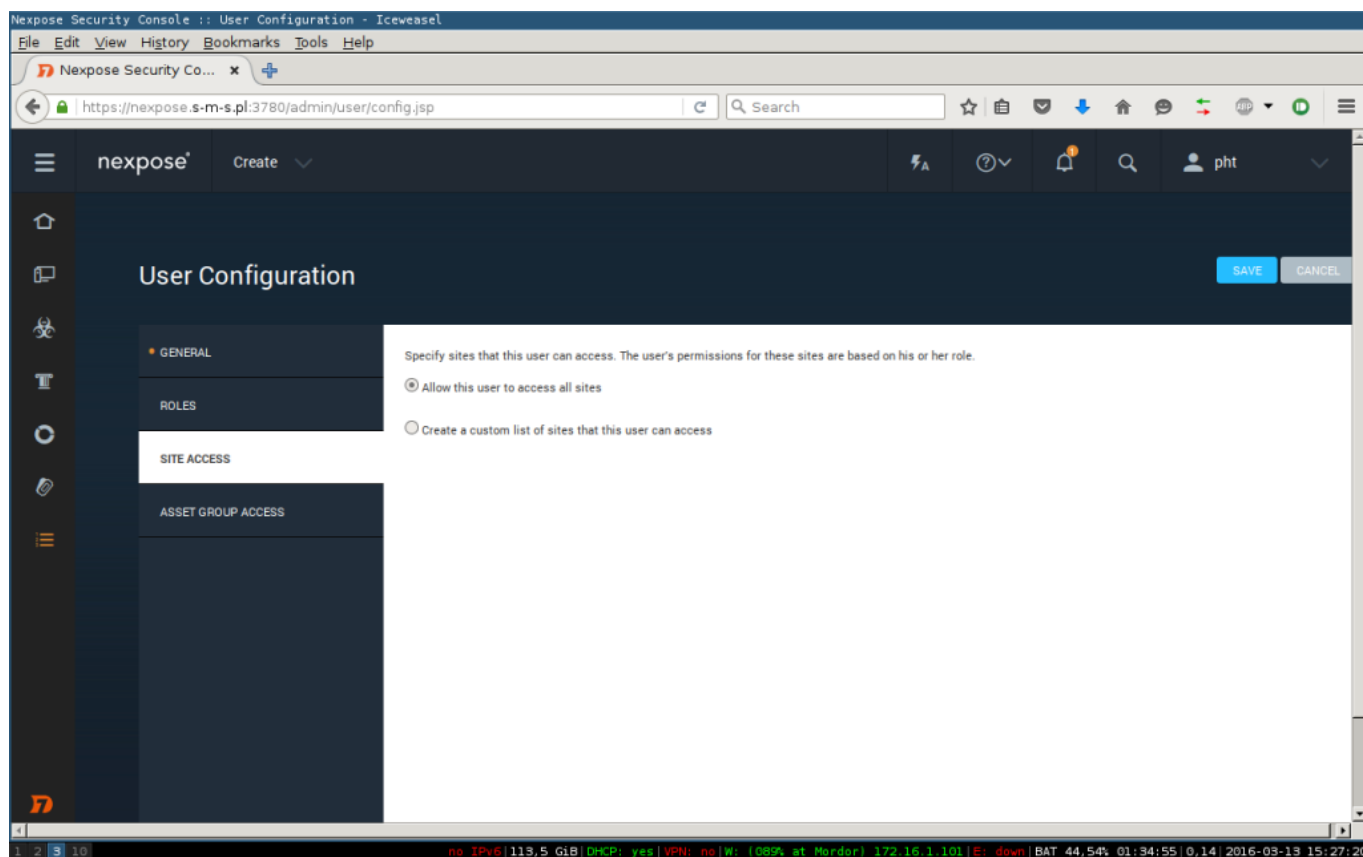 Nexpose Security Console :: User Configuration - Iceweasel
File Edit View History Bookmarks Tools Help
Nexpose Security Co...
https://nexpose.s-m-s.pl:3780/admin/user/config.jsp Search
nexpose Create pht
User Configuration SAVE CANCEL
GENERAL
Specify sites that this user can access. The user's permissions for these sites are based on his or her role.
Allow this user to access all sites
ROLES
Create a custom list of sites that this user can access
SITE ACCESS
ASSET GROUP ACCESS
1 2 3 10 no IPv6|113,5 GiB|DHCP: yes|VPN: no|W: (089% at Mordor) 172.16.1.101|E: down|BAT 44,54% 01:34:55|0,14|2016-03-13 15:27:2